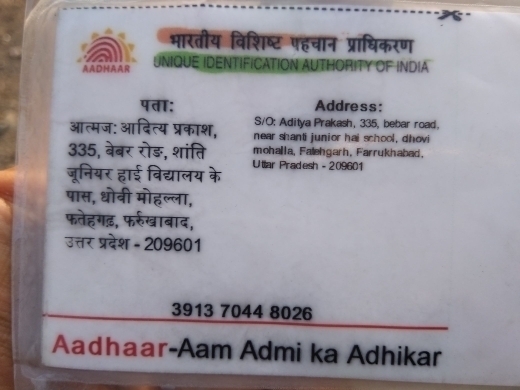 भारतीय विशिष्ट पहचान प्राधिकरण
AADHAAR
UNIQUE IDENTIFICATION AUTHORITY OF INDIA
पता:
आत्मज: आदित्य प्रकाश,
335, बेबर रोड, शांति
जूनियर हाई विद्यालय के
पास, धोवी मोहल्ला,
फतेहगढ़, फर्रुखाबाद,
उत्तर प्रदेश - 209601
Address:
S/O: Aditya Prakash, 335, bebar road,
near shanti junior hai school, dhovi
mohalla, Fatehgarh, Farrukhabad,
Uttar Pradesh - 209601
3913 7044 8026
Aadhaar-Aam Admi ka Adhikar